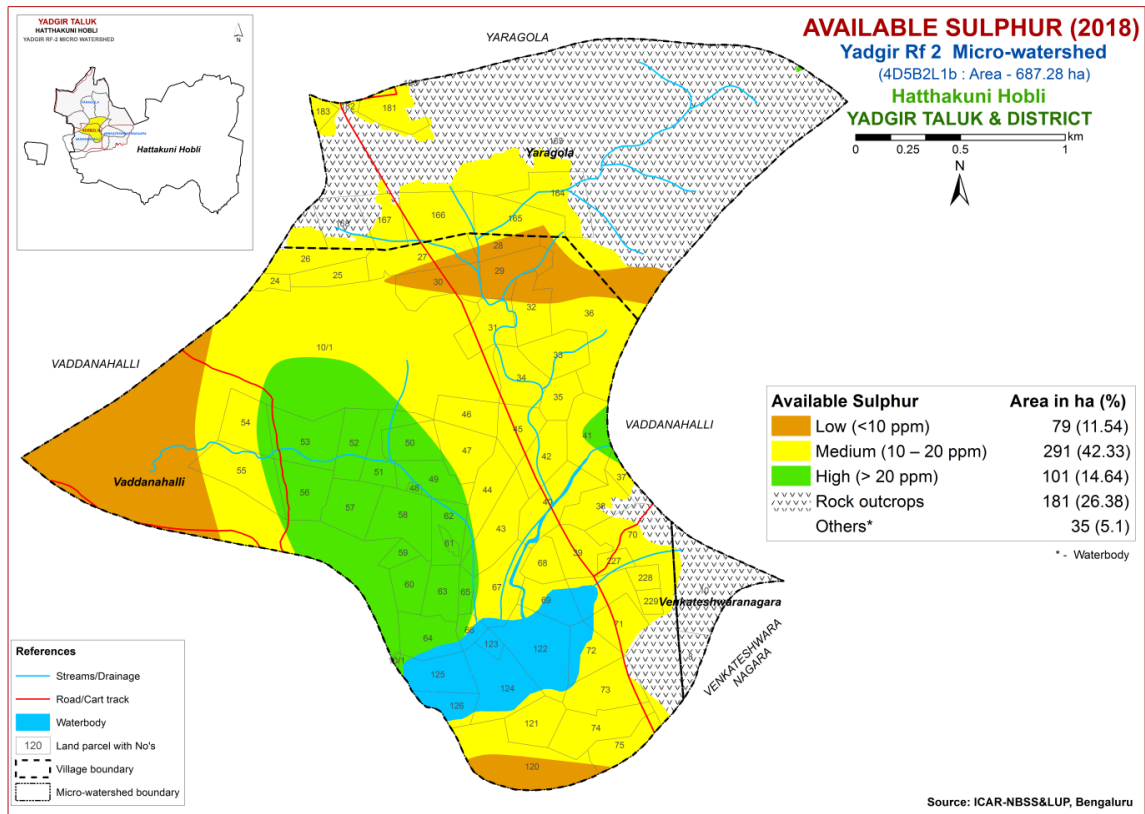 YADGIR TALUK
HATTHAKUNI HOBLI
YADGIR RF-2 MICRO WATERSHED
N
YARAGOLA
Hattakuni Hobli
AVAILABLE SULPHUR (2018)
Yadgir Rf 2 Micro-watershed
(4D5B2L1b : Area - 687.28 ha)
Hatthakuni Hobli
YADGIR TALUK & DISTRICT
km
0 0.25 0.5 1
N
YARAGOLA
183
181
Yaragola
164
166
167
165
168
28
27
26
29
25
24
30
32
36
31
10/1
33
VADDANAHALLI
34
35
46
54
45
41
VADDANAHALLI
53
52
50
42
55
51
49
37
Vaddanahalli
44
48
56
40
57
58
62
38
43
61
70
59
39
68
227
60
67
228
63
65
69
229
Venkateshwaranagara
10
66
71
64
123
122
72
8
10/1
125
124
73
VENKATESHWARA
NAGARA
126
121
74
75
120
Available Sulphur Area in ha (%)
Low (<10 ppm) 79 (11.54)
Medium (10 – 20 ppm) 291 (42.33)
High (> 20 ppm) 101 (14.64)
Rock outcrops 181 (26.38)
Others* 35 (5.1)
* - Waterbody
References
Streams/Drainage
Road/Cart track
Waterbody
120 Land parcel with No's
Village boundary
Micro-watershed boundary
Source: ICAR-NBSS&LUP, Bengaluru